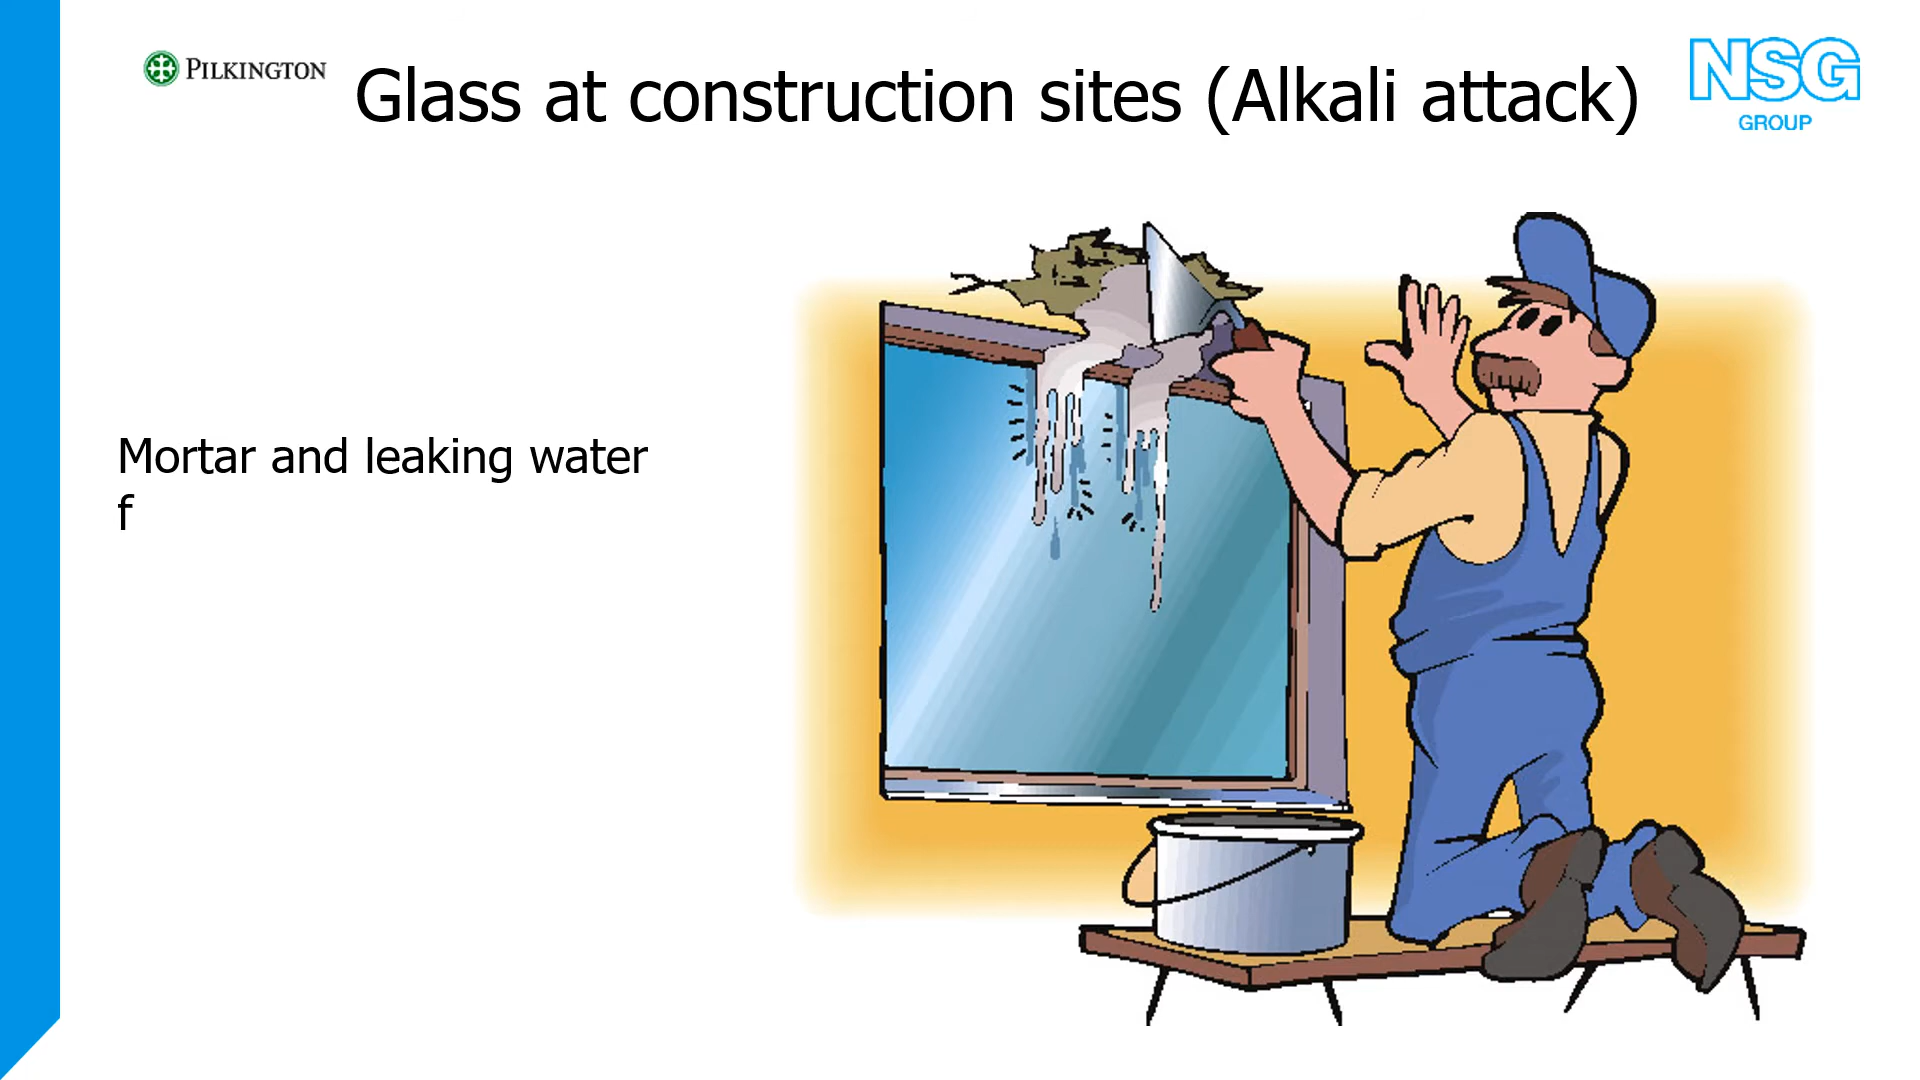 PILKINGTON
Glass at construction sites (Alkali attack)
NSG
GROUP
Mortar and leaking water
f